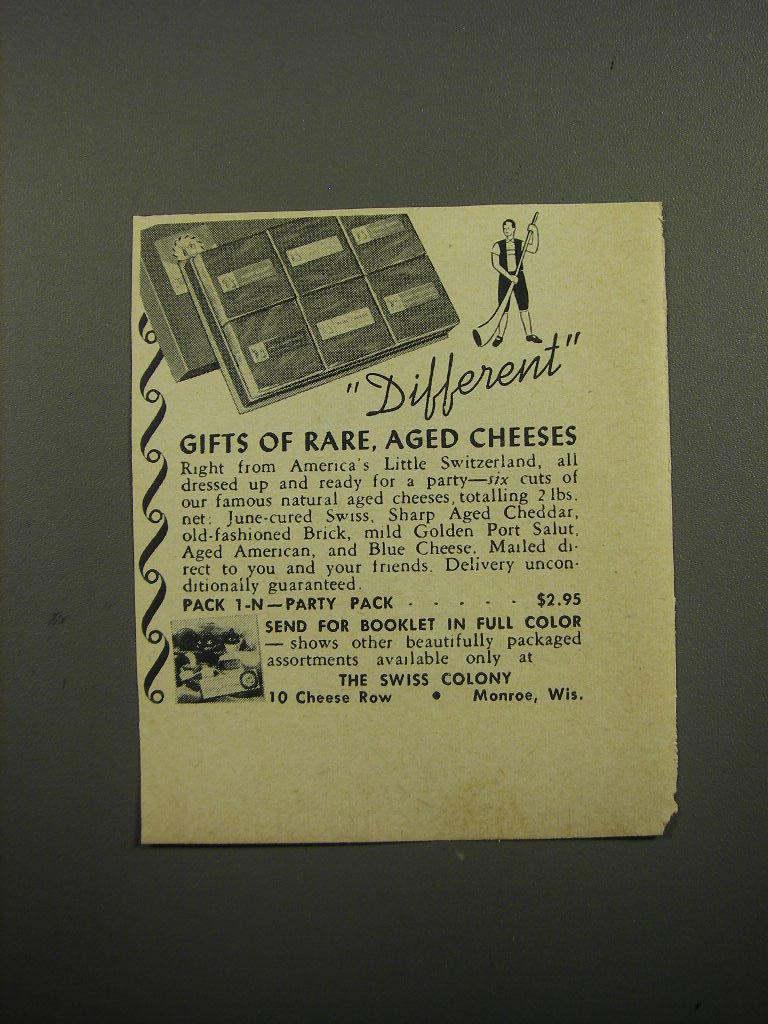 "Different"
GIFTS OF RARE, AGED CHEESES
Right from America's Little Switzerland, all
dressed up and ready for a party—six cuts of
our famous natural aged cheeses, totalling 2 lbs.
net: June-cured Swiss, Sharp Aged Cheddar,
old-fashioned Brick, mild Golden Port Salut,
Aged American, and Blue Cheese. Mailed di-
rect to you and your friends. Delivery uncon-
ditionally guaranteed.
PACK 1-N—PARTY PACK - - - - - $2.95
SEND FOR BOOKLET IN FULL COLOR
— shows other beautifully packaged
assortments available only at
THE SWISS COLONY
10 Cheese Row • Monroe, Wis.